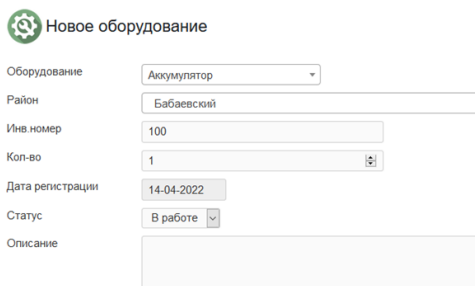 Новое оборудование
Оборудование Аккумулятор
Район Бабаевский
Инв.номер 100
Кол-во 1
Дата регистрации 14-04-2022
Статус В работе
Описание